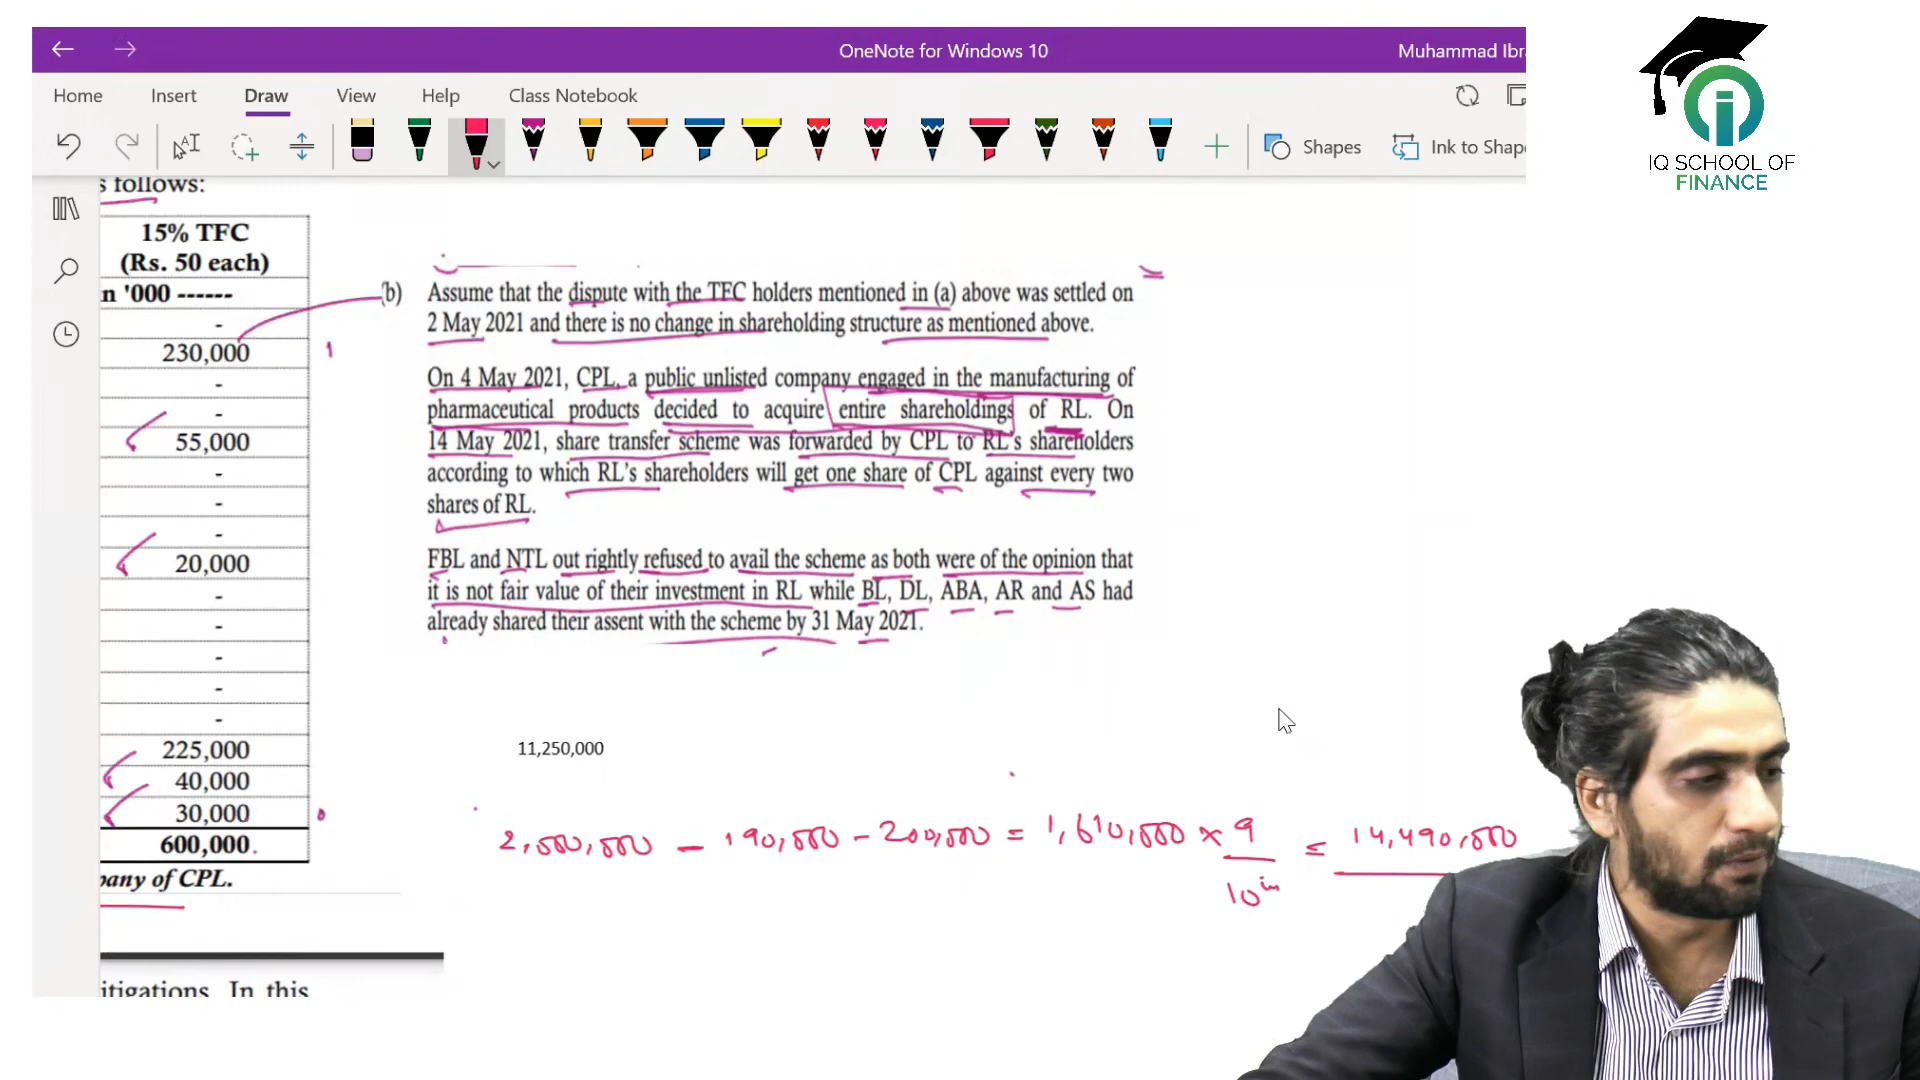 OneNote for Windows 10
Muhammad Ibr
Home Insert Draw View Help Class Notebook
Shapes
Ink to Shap
IQ SCHOOL OF
FINANCE
s follows:
15% TFC
(Rs. 50 each)
n '000 ------
-
230,000
-
-
55,000
-
-
-
20,000
-
-
-
-
-
225,000
40,000
30,000
600,000
pany of CPL.
itigations. In this
(b) Assume that the dispute with the TFC holders mentioned in (a) above was settled on
2 May 2021 and there is no change in shareholding structure as mentioned above.
On 4 May 2021, CPL, a public unlisted company engaged in the manufacturing of
pharmaceutical products decided to acquire entire shareholdings of RL. On
14 May 2021, share transfer scheme was forwarded by CPL to RL's shareholders
according to which RL's shareholders will get one share of CPL against every two
shares of RL.
FBL and NTL out rightly refused to avail the scheme as both were of the opinion that
it is not fair value of their investment in RL while BL, DL, ABA, AR and AS had
already shared their assent with the scheme by 31 May 2021.
11,250,000
2,000,000 - 190,000 - 200,000 = 1,610,000 × 9
= 14,490,000